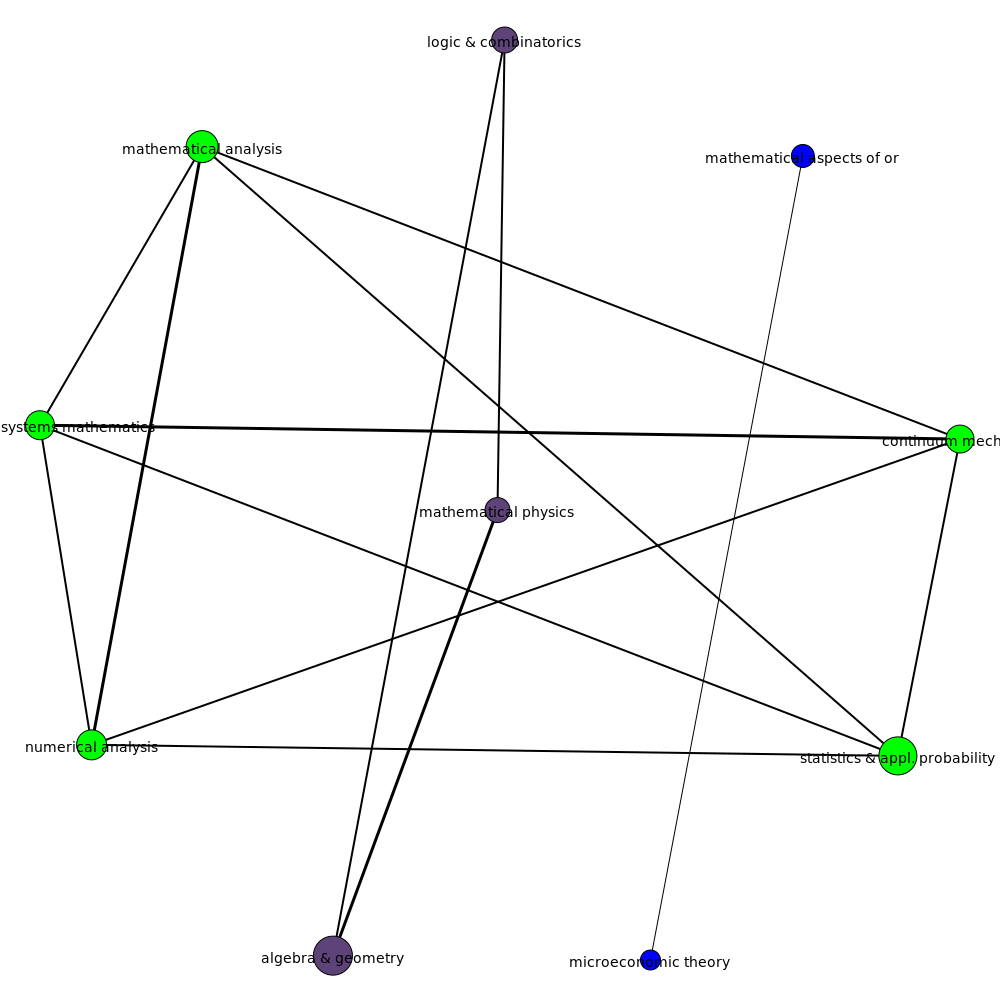 logic & combinatorics
mathematical analysis
mathematical aspects of or
systems mathematics
continuum mech
mathematical physics
numerical analysis
statistics & appl. probability
algebra & geometry
microeconomic theory